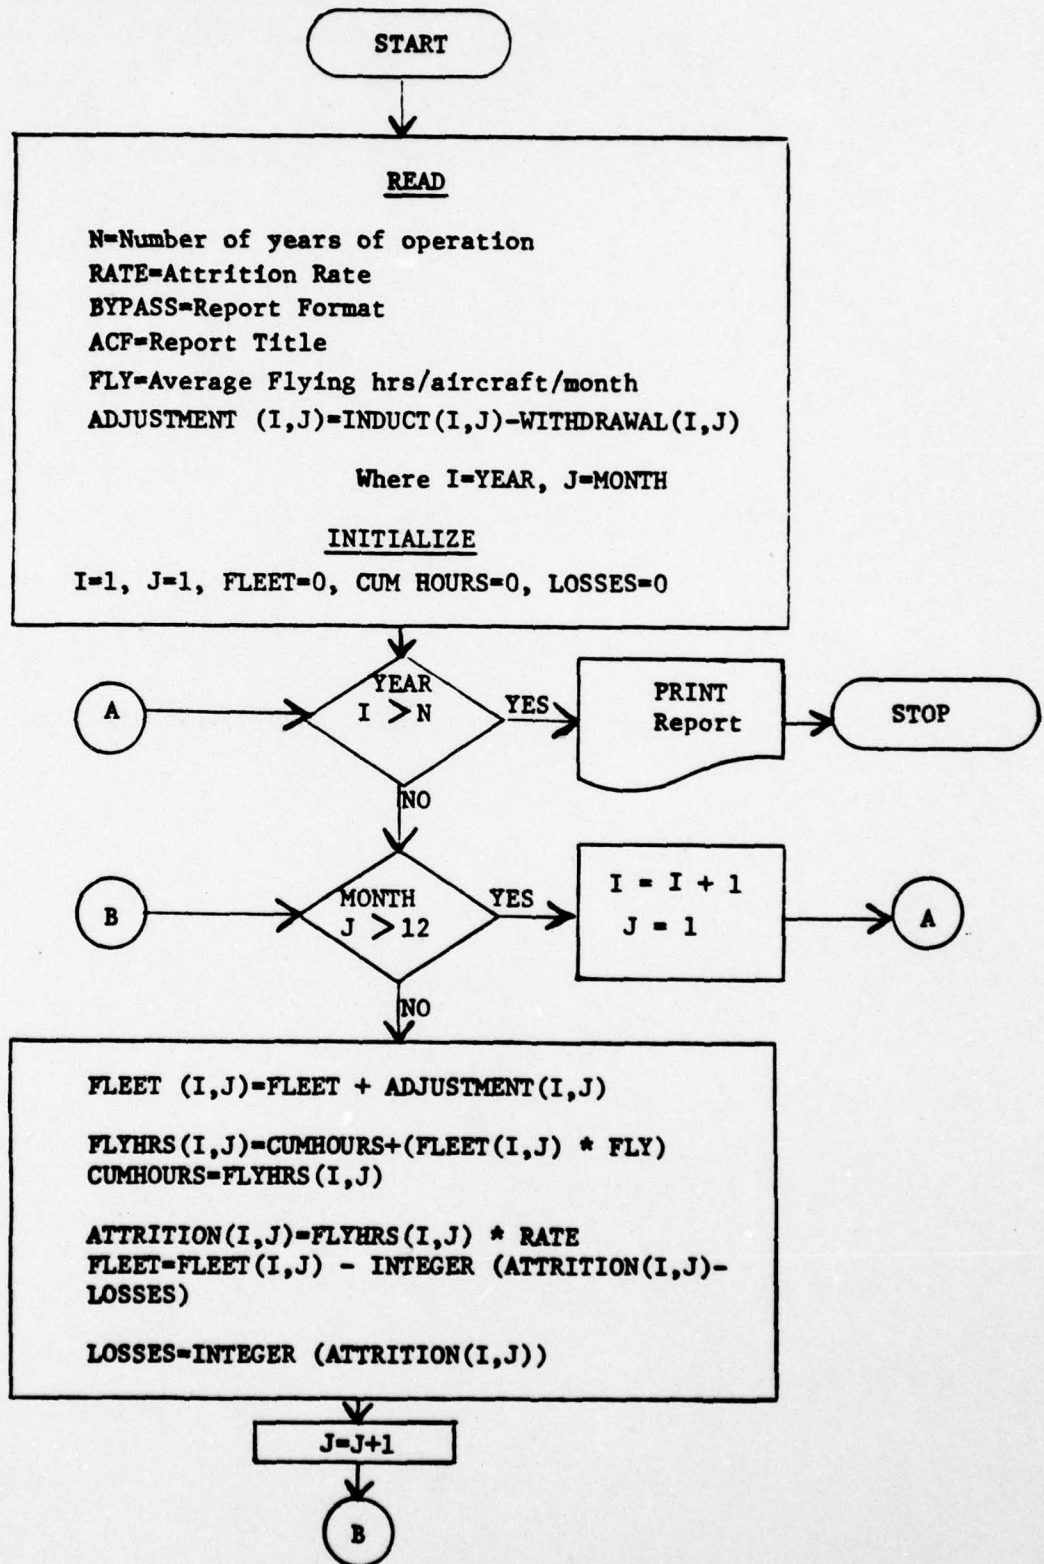 START
READ
N=Number of years of operation
RATE=Attrition Rate
BYPASS=Report Format
ACF=Report Title
FLY=Average Flying hrs/aircraft/month
ADJUSTMENT (I,J)=INDUCT(I,J)-WITHDRAWAL(I,J)
Where I=YEAR, J=MONTH
INITIALIZE
I=1, J=1, FLEET=0, CUM HOURS=0, LOSSES=0
A
YEAR
I >N
YES
PRINT
Report
STOP
NO
B
MONTH
J >12
YES
I = I + 1
J = 1
A
NO
FLEET (I,J)=FLEET + ADJUSTMENT(I,J)
FLYHRS(I,J)=CUMHOURS+(FLEET(I,J) * FLY)
CUMHOURS=FLYHRS(I,J)
ATTRITION(I,J)=FLYHRS(I,J) * RATE
FLEET=FLEET(I,J) - INTEGER (ATTRITION(I,J)-
LOSSES)
LOSSES=INTEGER (ATTRITION(I,J))
J=J+1
B